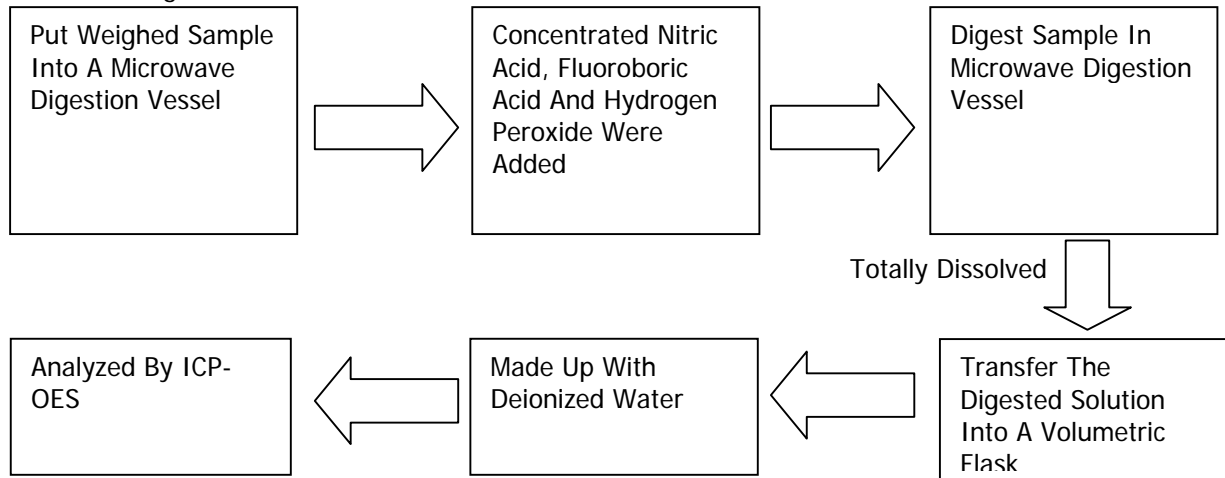 Put Weighed Sample
Into A Microwave
Digestion Vessel
Concentrated Nitric
Acid, Fluoroboric
Acid And Hydrogen
Peroxide Were
Added
Digest Sample In
Microwave Digestion
Vessel
Totally Dissolved
Transfer The
Digested Solution
Into A Volumetric
Flask
Made Up With
Deionized Water
Analyzed By ICP-
OES